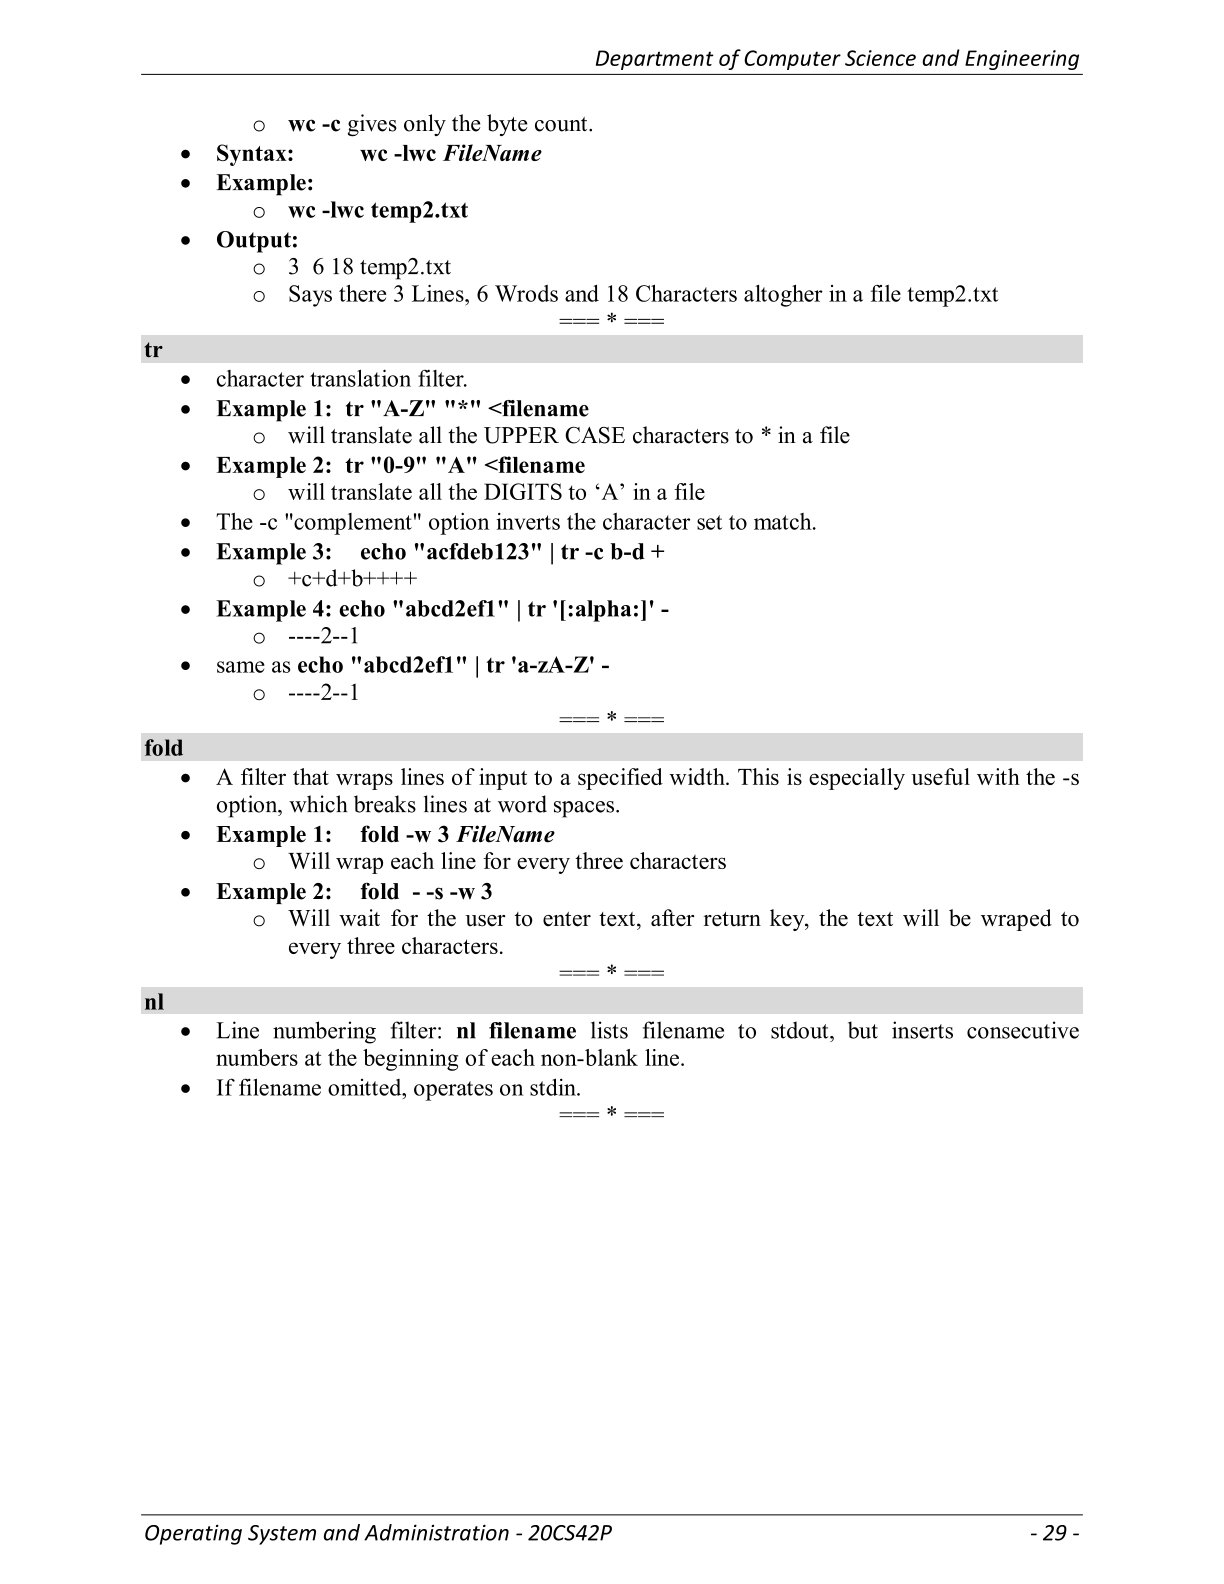 Department of Computer Science and Engineering
o wc -c gives only the byte count.
• Syntax: wc -lwc FileName
• Example:
o wc -lwc temp2.txt
• Output:
o 3  6 18 temp2.txt
o Says there 3 Lines, 6 Wrods and 18 Characters altogher in a file temp2.txt
=== * ===
tr
• character translation filter.
• Example 1:  tr "A-Z" "*" <filename
o will translate all the UPPER CASE characters to * in a file
• Example 2:  tr "0-9" "A" <filename
o will translate all the DIGITS to ‘A’ in a file
• The -c "complement" option inverts the character set to match.
• Example 3: echo "acfdeb123" | tr -c b-d +
o +c+d+b++++
• Example 4: echo "abcd2ef1" | tr '[:alpha:]' -
o ----2--1
• same as echo "abcd2ef1" | tr 'a-zA-Z' -
o ----2--1
=== * ===
fold
• A filter that wraps lines of input to a specified width. This is especially useful with the -s
option, which breaks lines at word spaces.
• Example 1: fold -w 3 FileName
o Will wrap each line for every three characters
• Example 2: fold  - -s -w 3
o Will wait for the user to enter text, after return key, the text will be wraped to
every three characters.
=== * ===
nl
• Line numbering filter: nl filename lists filename to stdout, but inserts consecutive
numbers at the beginning of each non-blank line.
• If filename omitted, operates on stdin.
=== * ===
Operating System and Administration - 20CS42P - 29 -